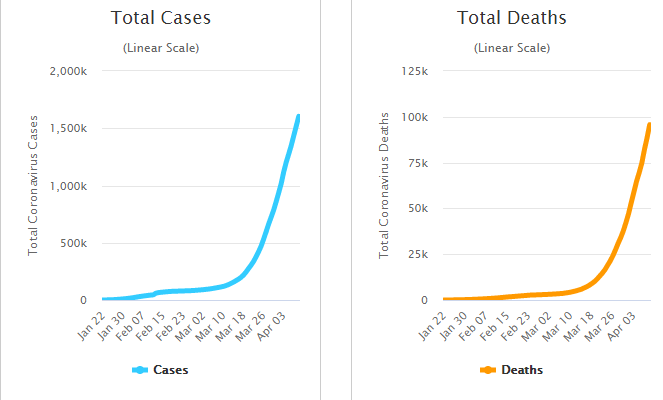 Total Cases
(Linear Scale)
Total Coronavirus Cases
2,000k
1,500k
1,000k
500k
0
Jan 22
Jan 30
Feb 07
Feb 15
Feb 23
Mar 02
Mar 10
Mar 18
Mar 26
Apr 03
Cases
Total Deaths
(Linear Scale)
Total Coronavirus Deaths
125k
100k
75k
50k
25k
0
Jan 22
Jan 30
Feb 07
Feb 15
Feb 23
Mar 02
Mar 10
Mar 18
Mar 26
Apr 03
Deaths